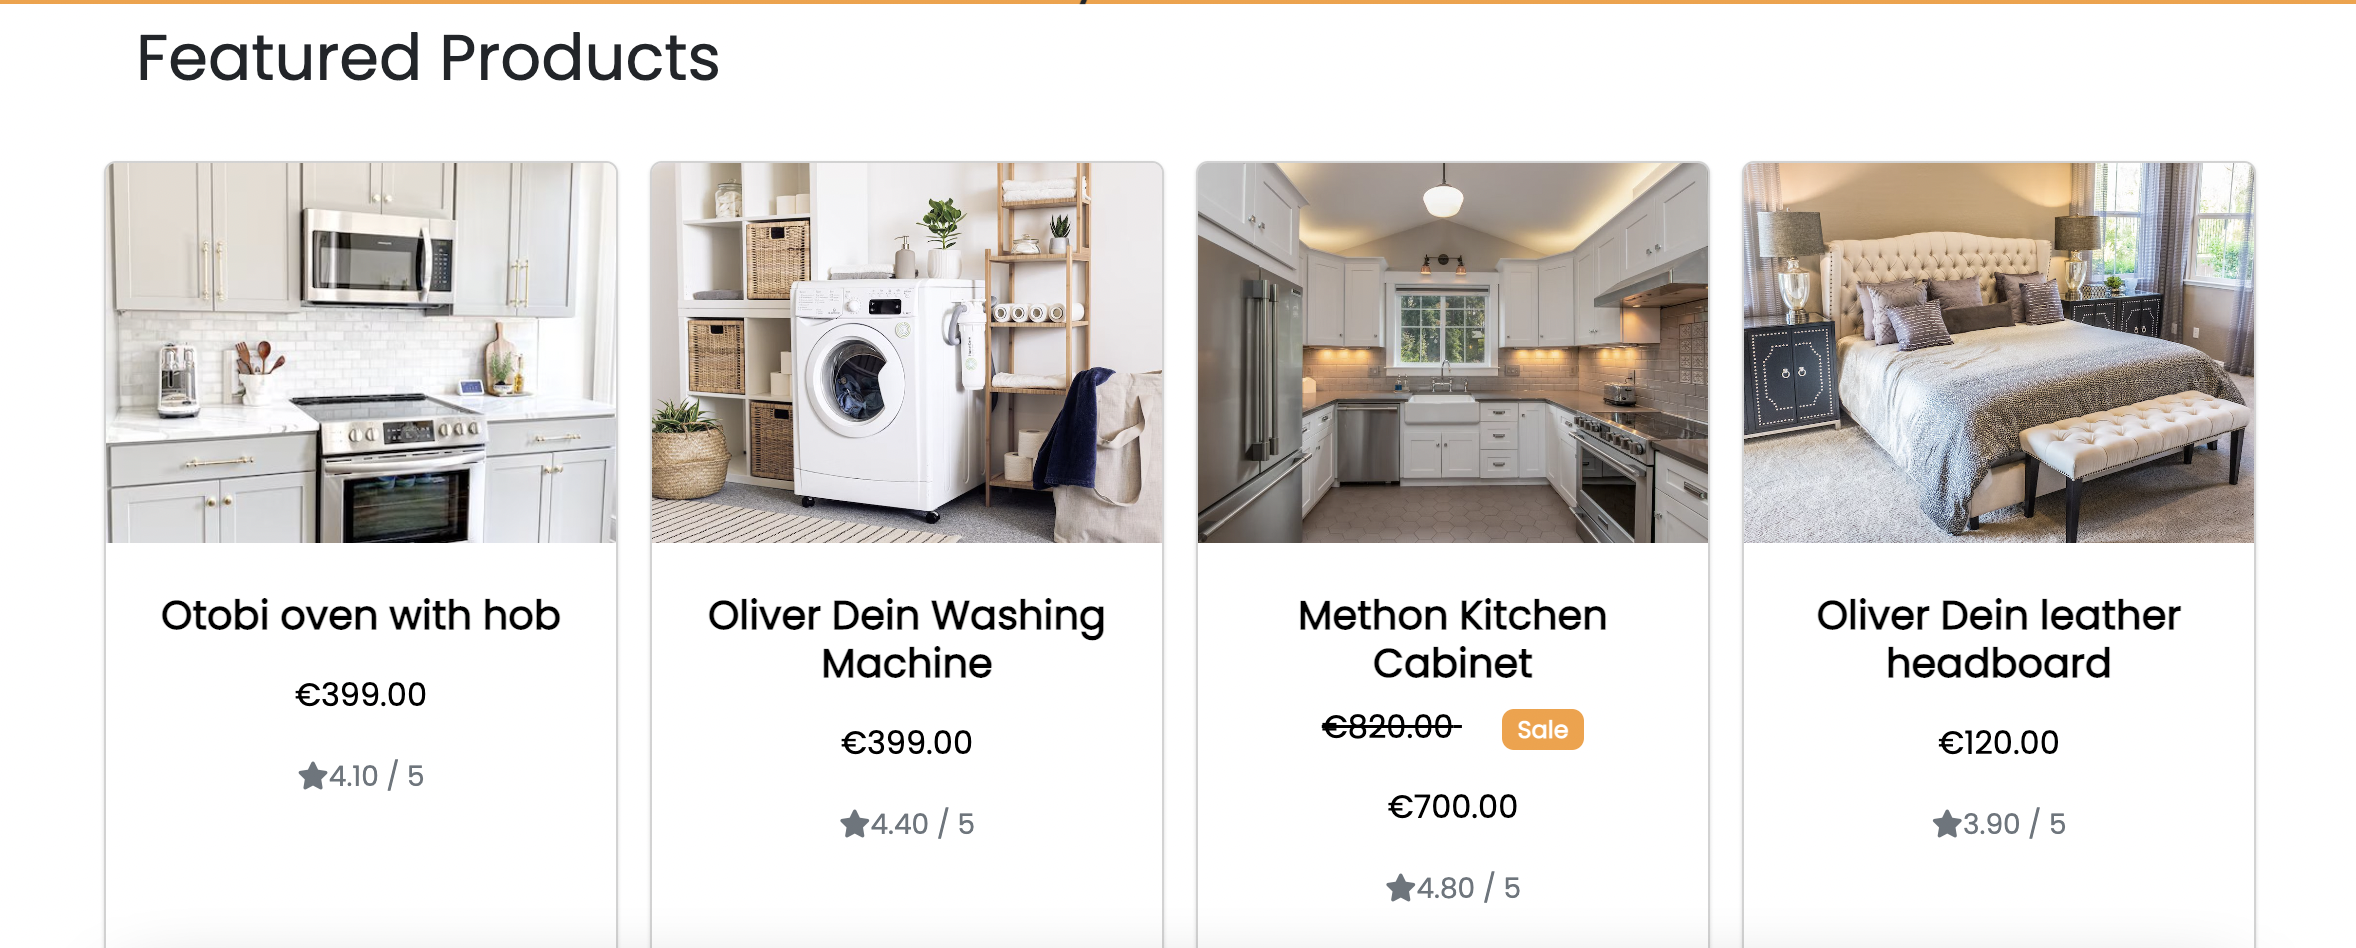 Featured Products
Otobi oven with hob
€399.00
4.10 / 5
Oliver Dein Washing
Machine
€399.00
4.40 / 5
Methon Kitchen
Cabinet
€820.00
Sale
€700.00
4.80 / 5
Oliver Dein leather
headboard
€120.00
3.90 / 5